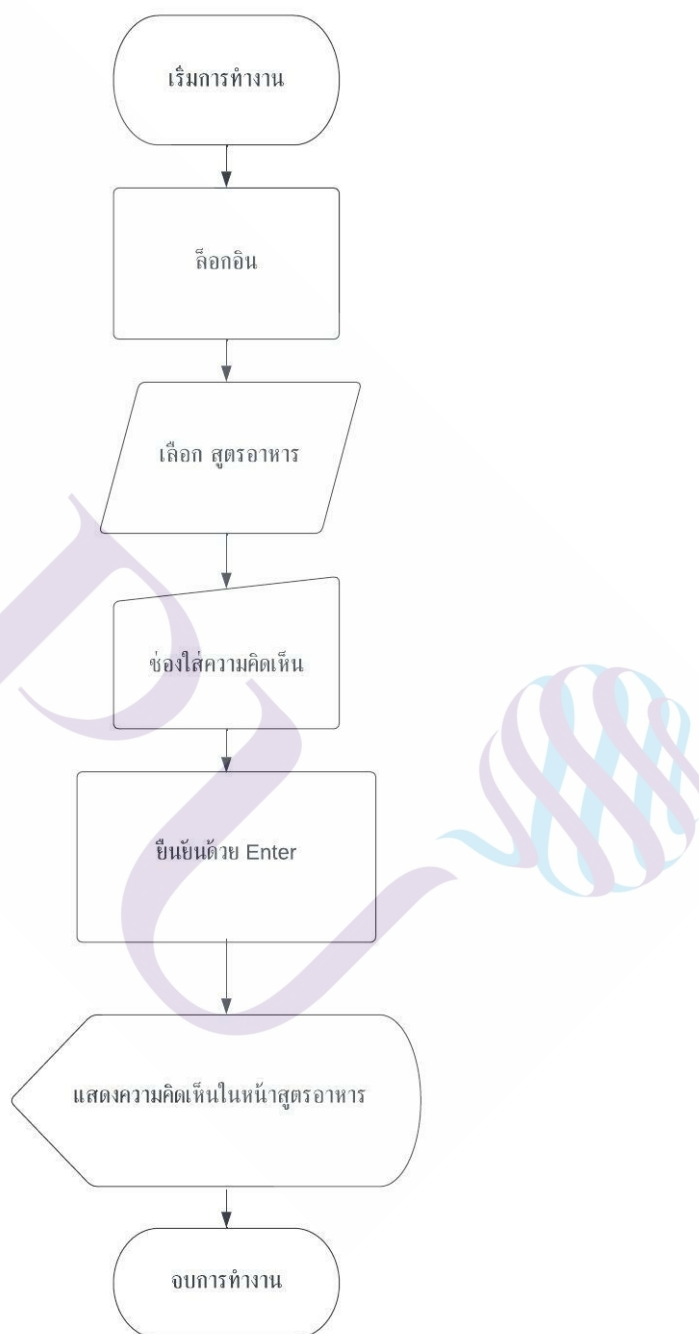 เริ่มการทำงาน
ล็อกอิน
เลือก สูตรอาหาร
ช่องใส่ความคิดเห็น
ยืนยันด้วย Enter
แสดงความคิดเห็นในหน้าสูตรอาหาร
จบการทำงาน